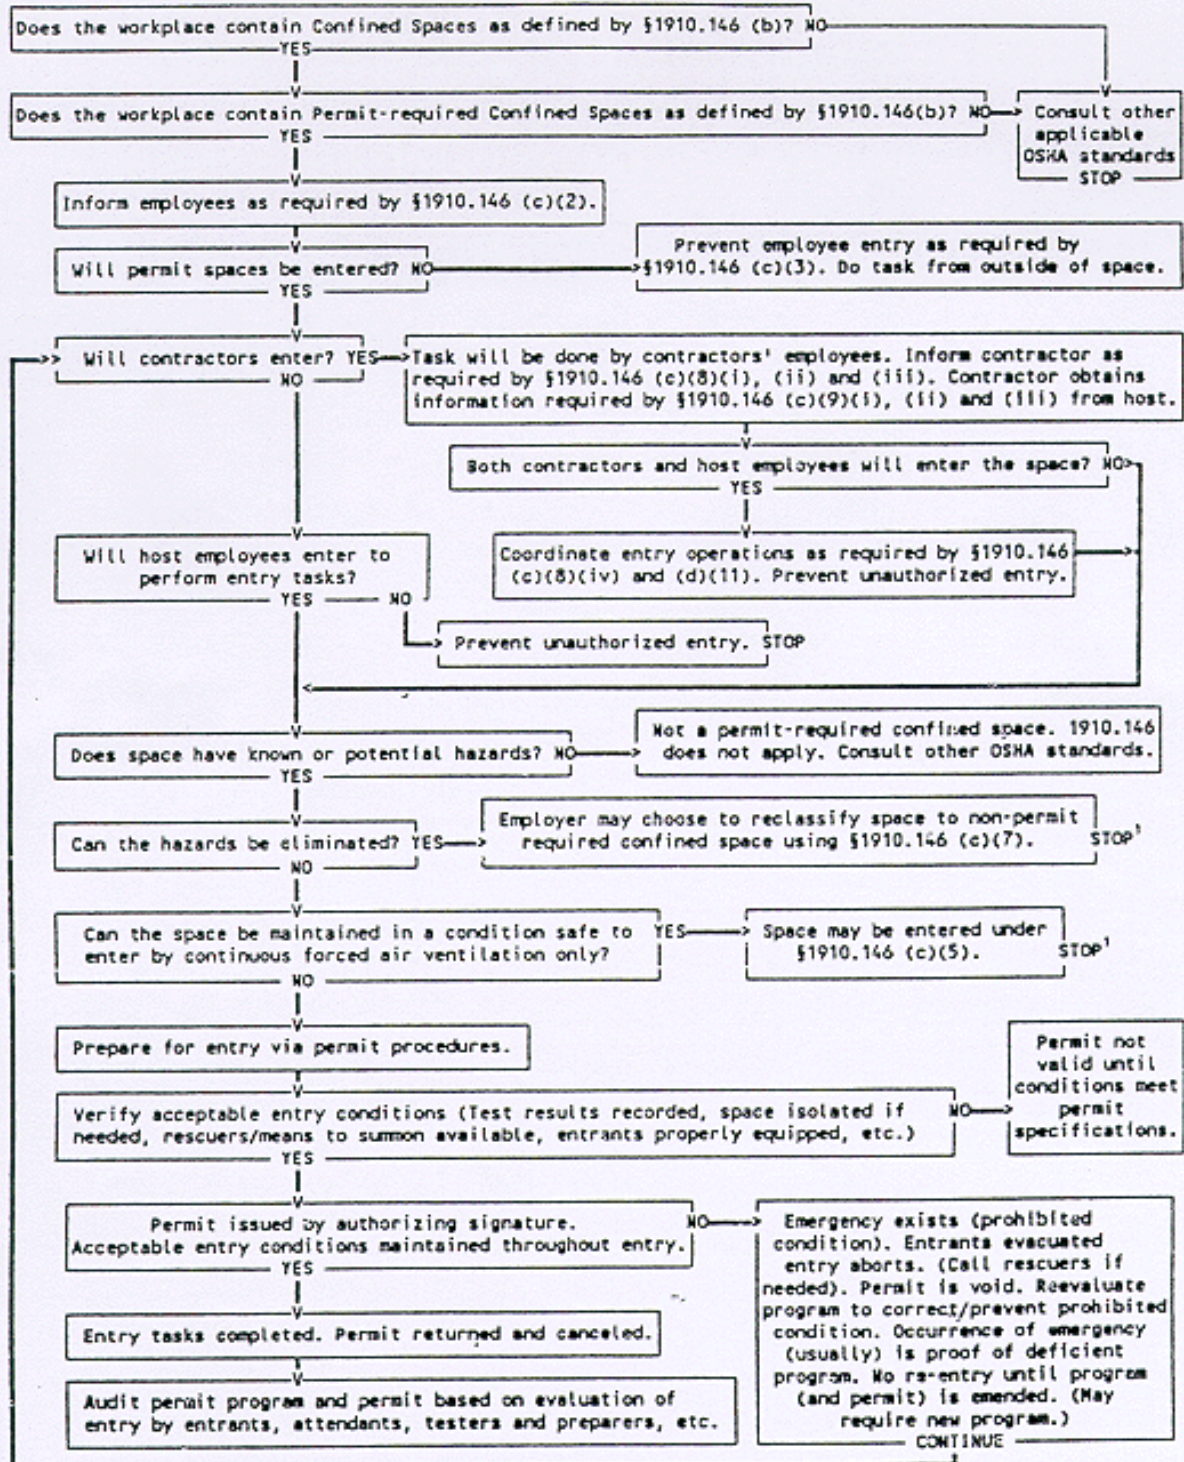 Does the workplace contain Confined Spaces as defined by §1910.146 (b)? NO
YES
Does the workplace contain Permit-required Confined Spaces as defined by §1910.146(b)? NO
YES
Consult other
applicable
OSHA standards
STOP
Inform employees as required by §1910.146 (c)(2).
Will permit spaces be entered? NO
YES
Prevent employee entry as required by
§1910.146 (c)(3). Do task from outside of space.
Will contractors enter? YES
NO
Task will be done by contractors' employees. Inform contractor as
required by §1910.146 (c)(8)(i), (ii) and (iii). Contractor obtains
information required by §1910.146 (c)(9)(i), (ii) and (iii) from host.
Both contractors and host employees will enter the space? NO
YES
Will host employees enter to
perform entry tasks?
YES NO
Coordinate entry operations as required by §1910.146
(c)(8)(iv) and (d)(11). Prevent unauthorized entry.
Prevent unauthorized entry. STOP
Does space have known or potential hazards? NO
YES
Not a permit-required confined space. 1910.146
does not apply. Consult other OSHA standards.
Can the hazards be eliminated? YES
NO
Employer may choose to reclassify space to non-permit
required confined space using §1910.146 (c)(7). STOP¹
Can the space be maintained in a condition safe to YES
enter by continuous forced air ventilation only?
NO
Space may be entered under
§1910.146 (c)(5). STOP¹
Prepare for entry via permit procedures.
Verify acceptable entry conditions (Test results recorded, space isolated if NO
needed, rescuers/means to summon available, entrants properly equipped, etc.)
YES
Permit not
valid until
conditions meet
permit
specifications.
Permit issued by authorizing signature. NO
Acceptable entry conditions maintained throughout entry.
YES
Emergency exists (prohibited
condition). Entrants evacuated
entry aborts. (Call rescuers if
needed). Permit is void. Reevaluate
program to correct/prevent prohibited
condition. Occurrence of emergency
(usually) is proof of deficient
program. No re-entry until program
(and permit) is emended. (May
require new program.)
CONTINUE
Entry tasks completed. Permit returned and canceled.
Audit permit program and permit based on evaluation of
entry by entrants, attendants, testers and preparers, etc.